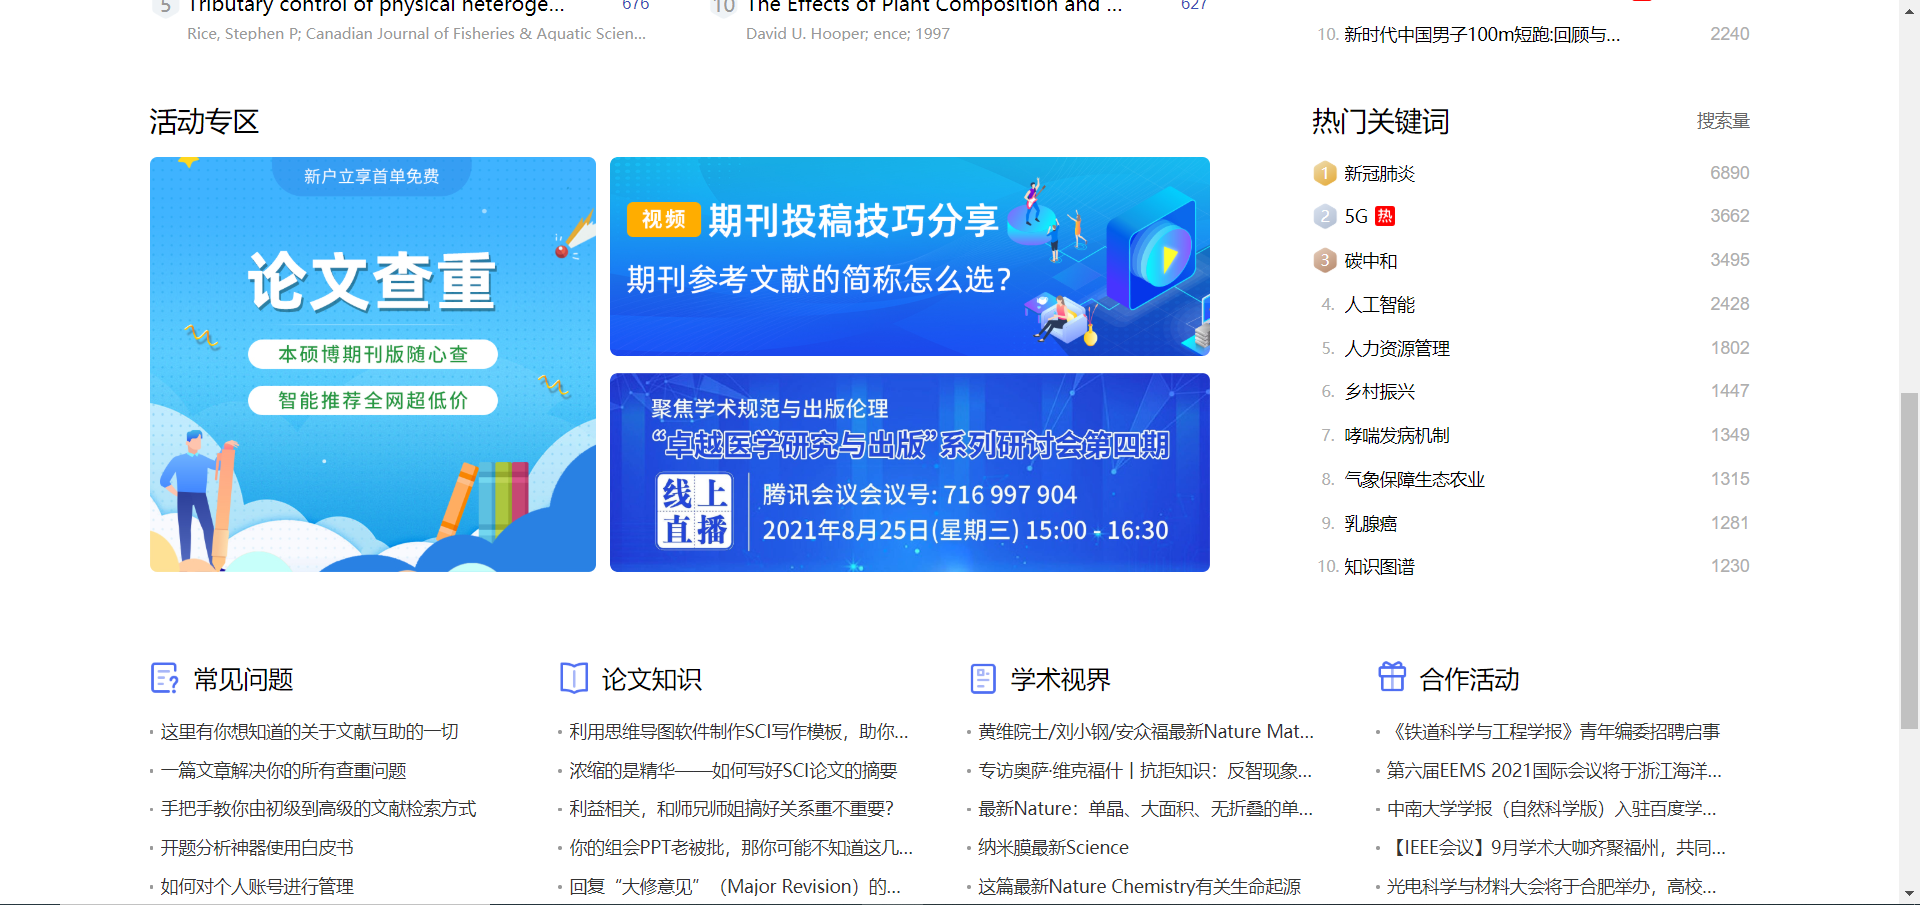 5 Tributary control of physical heteroge... 676
Rice, Stephen P; Canadian Journal of Fisheries & Aquatic Scien...
10 The Effects of Plant Composition and ... 627
David U. Hooper; ence; 1997
10. 新时代中国男子100m短跑:回顾与... 2240
活动专区
新户立享首单免费
论文查重
本硕博期刊版随心查
智能推荐全网超低价
视频 期刊投稿技巧分享
期刊参考文献的简称怎么选?
聚焦学术规范与出版伦理
“卓越医学研究与出版”系列研讨会第四期
线上
直播
腾讯会议会议号: 716 997 904
2021年8月25日(星期三) 15:00 - 16:30
热门关键词 搜索量
1 新冠肺炎 6890
2 5G 热 3662
3 碳中和 3495
4. 人工智能 2428
5. 人力资源管理 1802
6. 乡村振兴 1447
7. 哮喘发病机制 1349
8. 气象保障生态农业 1315
9. 乳腺癌 1281
10. 知识图谱 1230
常见问题
· 这里有你想知道的关于文献互助的一切
· 一篇文章解决你的所有查重问题
· 手把手教你由初级到高级的文献检索方式
· 开题分析神器使用白皮书
· 如何对个人账号进行管理
论文知识
· 利用思维导图软件制作SCI写作模板，助你...
· 浓缩的是精华——如何写好SCI论文的摘要
· 利益相关，和师兄师姐搞好关系重不重要?
· 你的组会PPT老被批，那你可能不知道这几...
· 回复“大修意见”（Major Revision）的...
学术视界
· 黄维院士/刘小钢/安众福最新Nature Mat...
· 专访奥萨·维克福什丨抗拒知识：反智现象...
· 最新Nature：单晶、大面积、无折叠的单...
· 纳米膜最新Science
· 这篇最新Nature Chemistry有关生命起源
合作活动
· 《铁道科学与工程学报》青年编委招聘启事
· 第六届EEMS 2021国际会议将于浙江海洋...
· 中南大学学报（自然科学版）入驻百度学...
· 【IEEE会议】9月学术大咖齐聚福州，共同...
· 光电科学与材料大会将于合肥举办，高校...